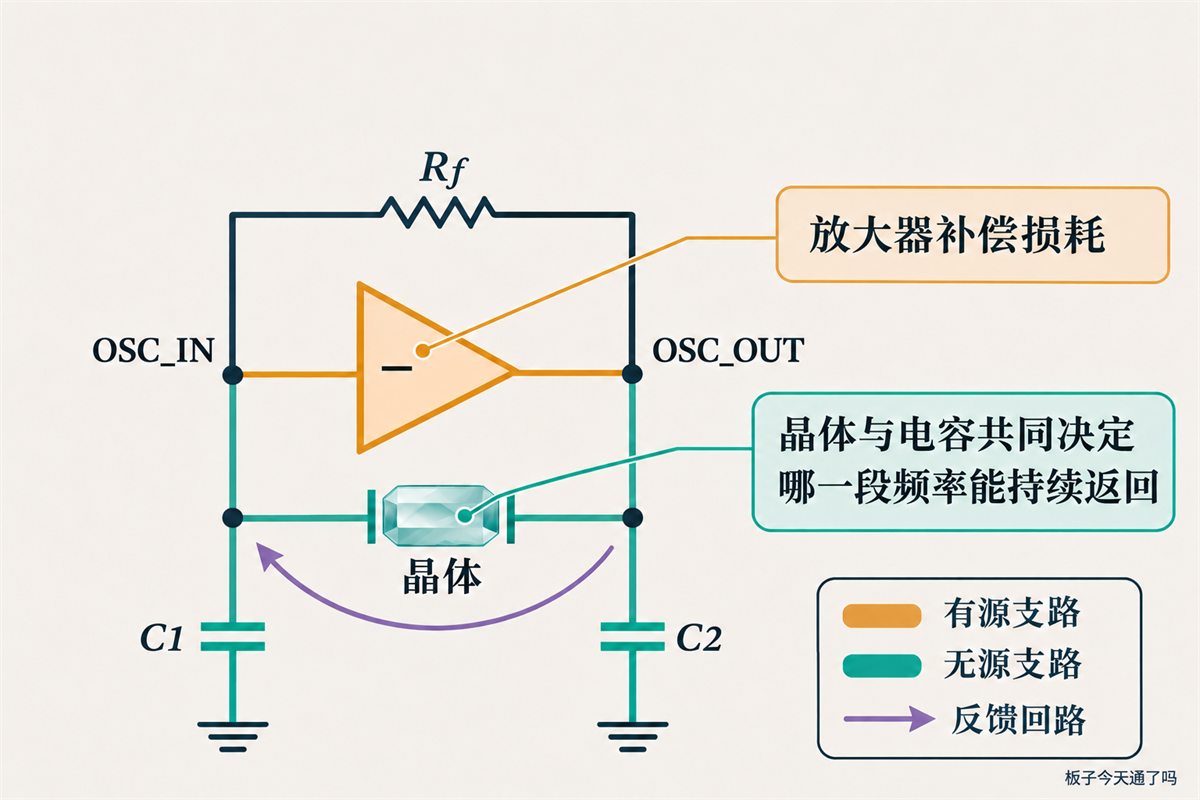 Rf
放大器补偿损耗
OSC_IN
OSC_OUT
−
晶体与电容共同决定
哪一段频率能持续返回
晶体
C1
C2
有源支路
无源支路
反馈回路
板子今天通了吗